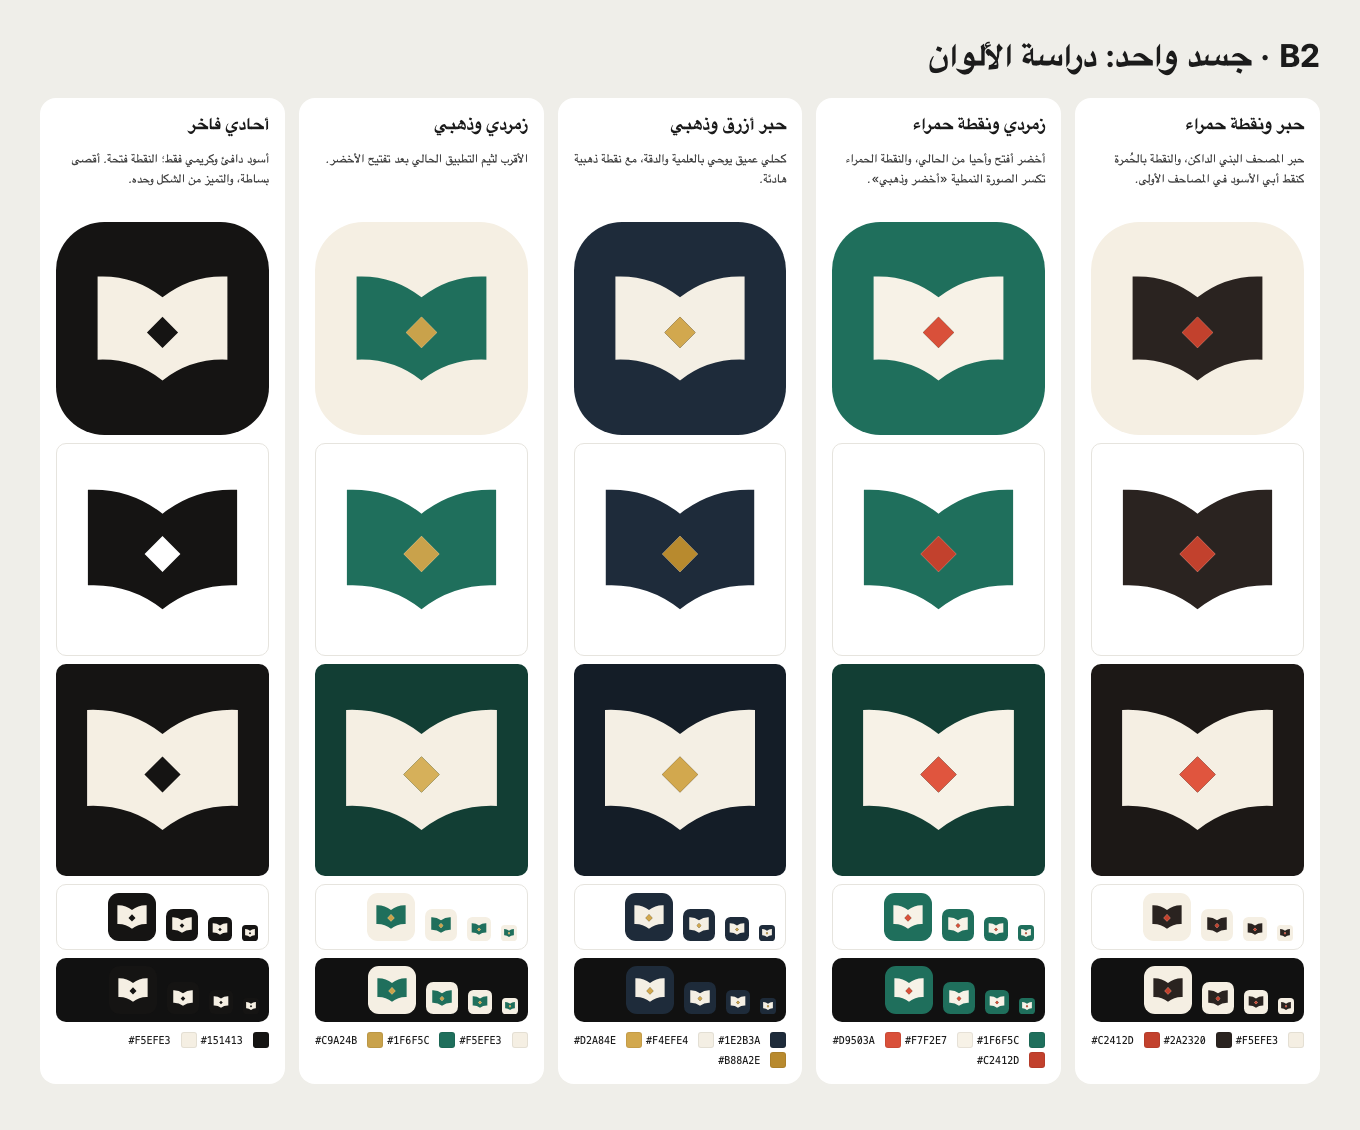 B2 · جسد واحد: دراسة الألوان
حبر ونقطة حمراء
حبر المصحف البني الداكن، والنقطة بالحُمرة
كنقط أبي الأسود في المصاحف الأولى.
#F5EFE3 #2A2320 #C2412D
زمردي ونقطة حمراء
أخضر أفتح وأحيا من الحالي، والنقطة الحمراء
تكسر الصورة النمطية «أخضر وذهبي».
#1F6F5C #F7F2E7 #D9503A
#C2412D
حبر أزرق وذهبي
كحلي عميق يوحي بالعلمية والدقة، مع نقطة ذهبية
هادئة.
#1E2B3A #F4EFE4 #D2A84E
#B88A2E
زمردي وذهبي
الأقرب لثيم التطبيق الحالي بعد تفتيح الأخضر.
#F5EFE3 #1F6F5C #C9A24B
أحادي فاخر
أسود دافئ وكريمي فقط؛ النقطة فتحة. أقصى
بساطة، والتميز من الشكل وحده.
#151413 #F5EFE3